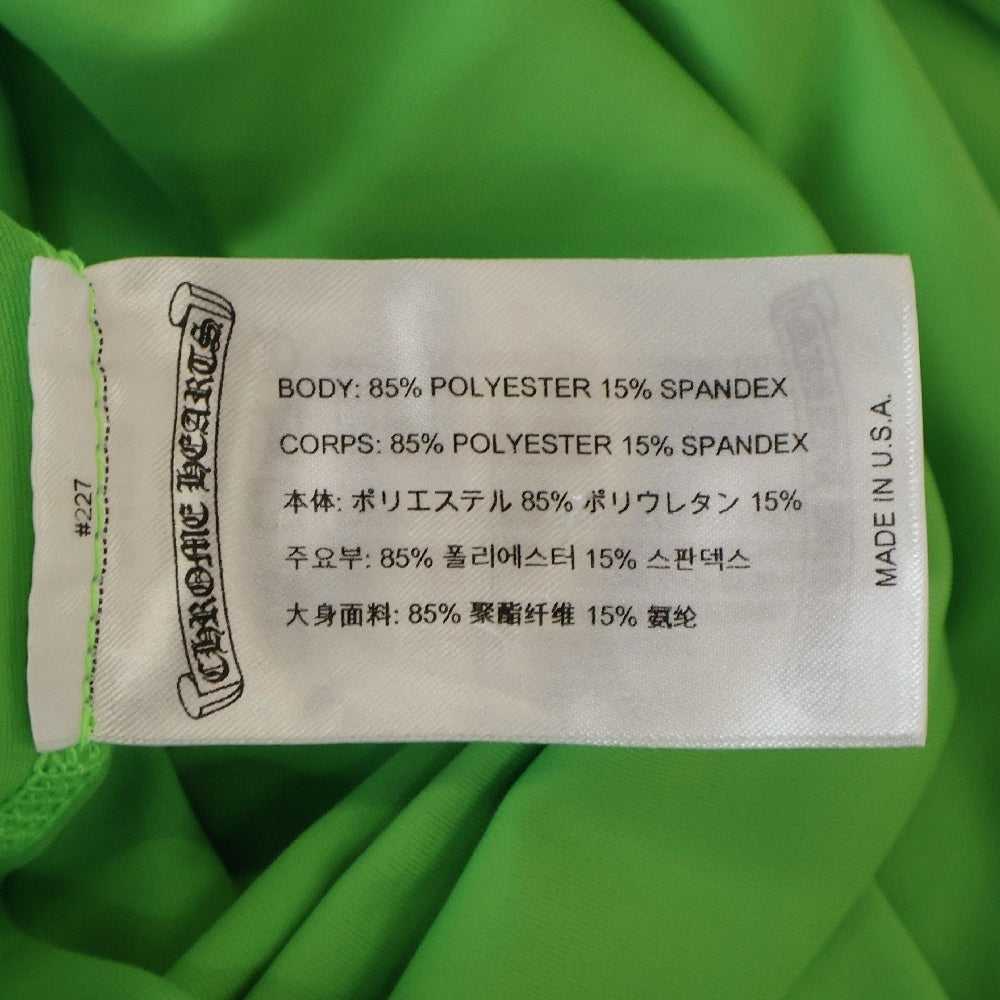 #227
CHROME HEARTS
BODY: 85% POLYESTER 15% SPANDEX
CORPS: 85% POLYESTER 15% SPANDEX
本体: ポリエステル 85% ポリウレタン 15%
주요부: 85% 폴리에스터 15% 스판덱스
大身面料: 85% 聚酯纤维 15% 氨纶
MADE IN U.S.A.